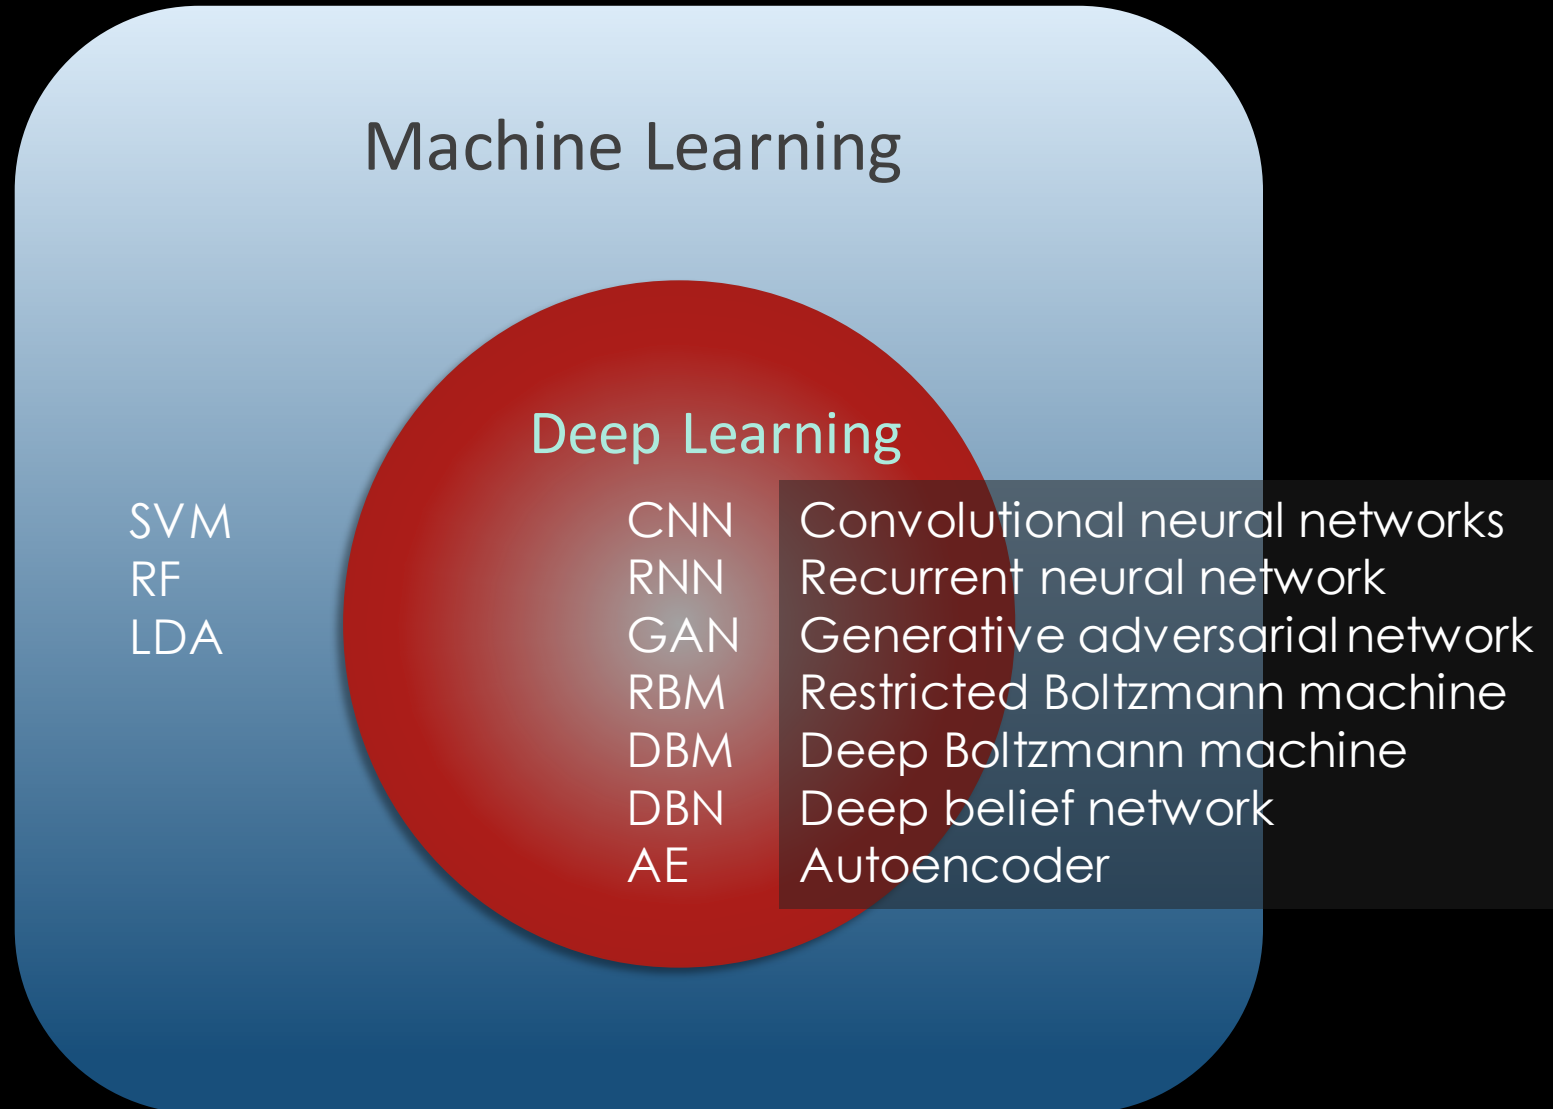 Machine Learning
Deep Learning
SVM
RF
LDA
CNN Convolutional neural networks
RNN Recurrent neural network
GAN Generative adversarial network
RBM Restricted Boltzmann machine
DBM Deep Boltzmann machine
DBN Deep belief network
AE Autoencoder